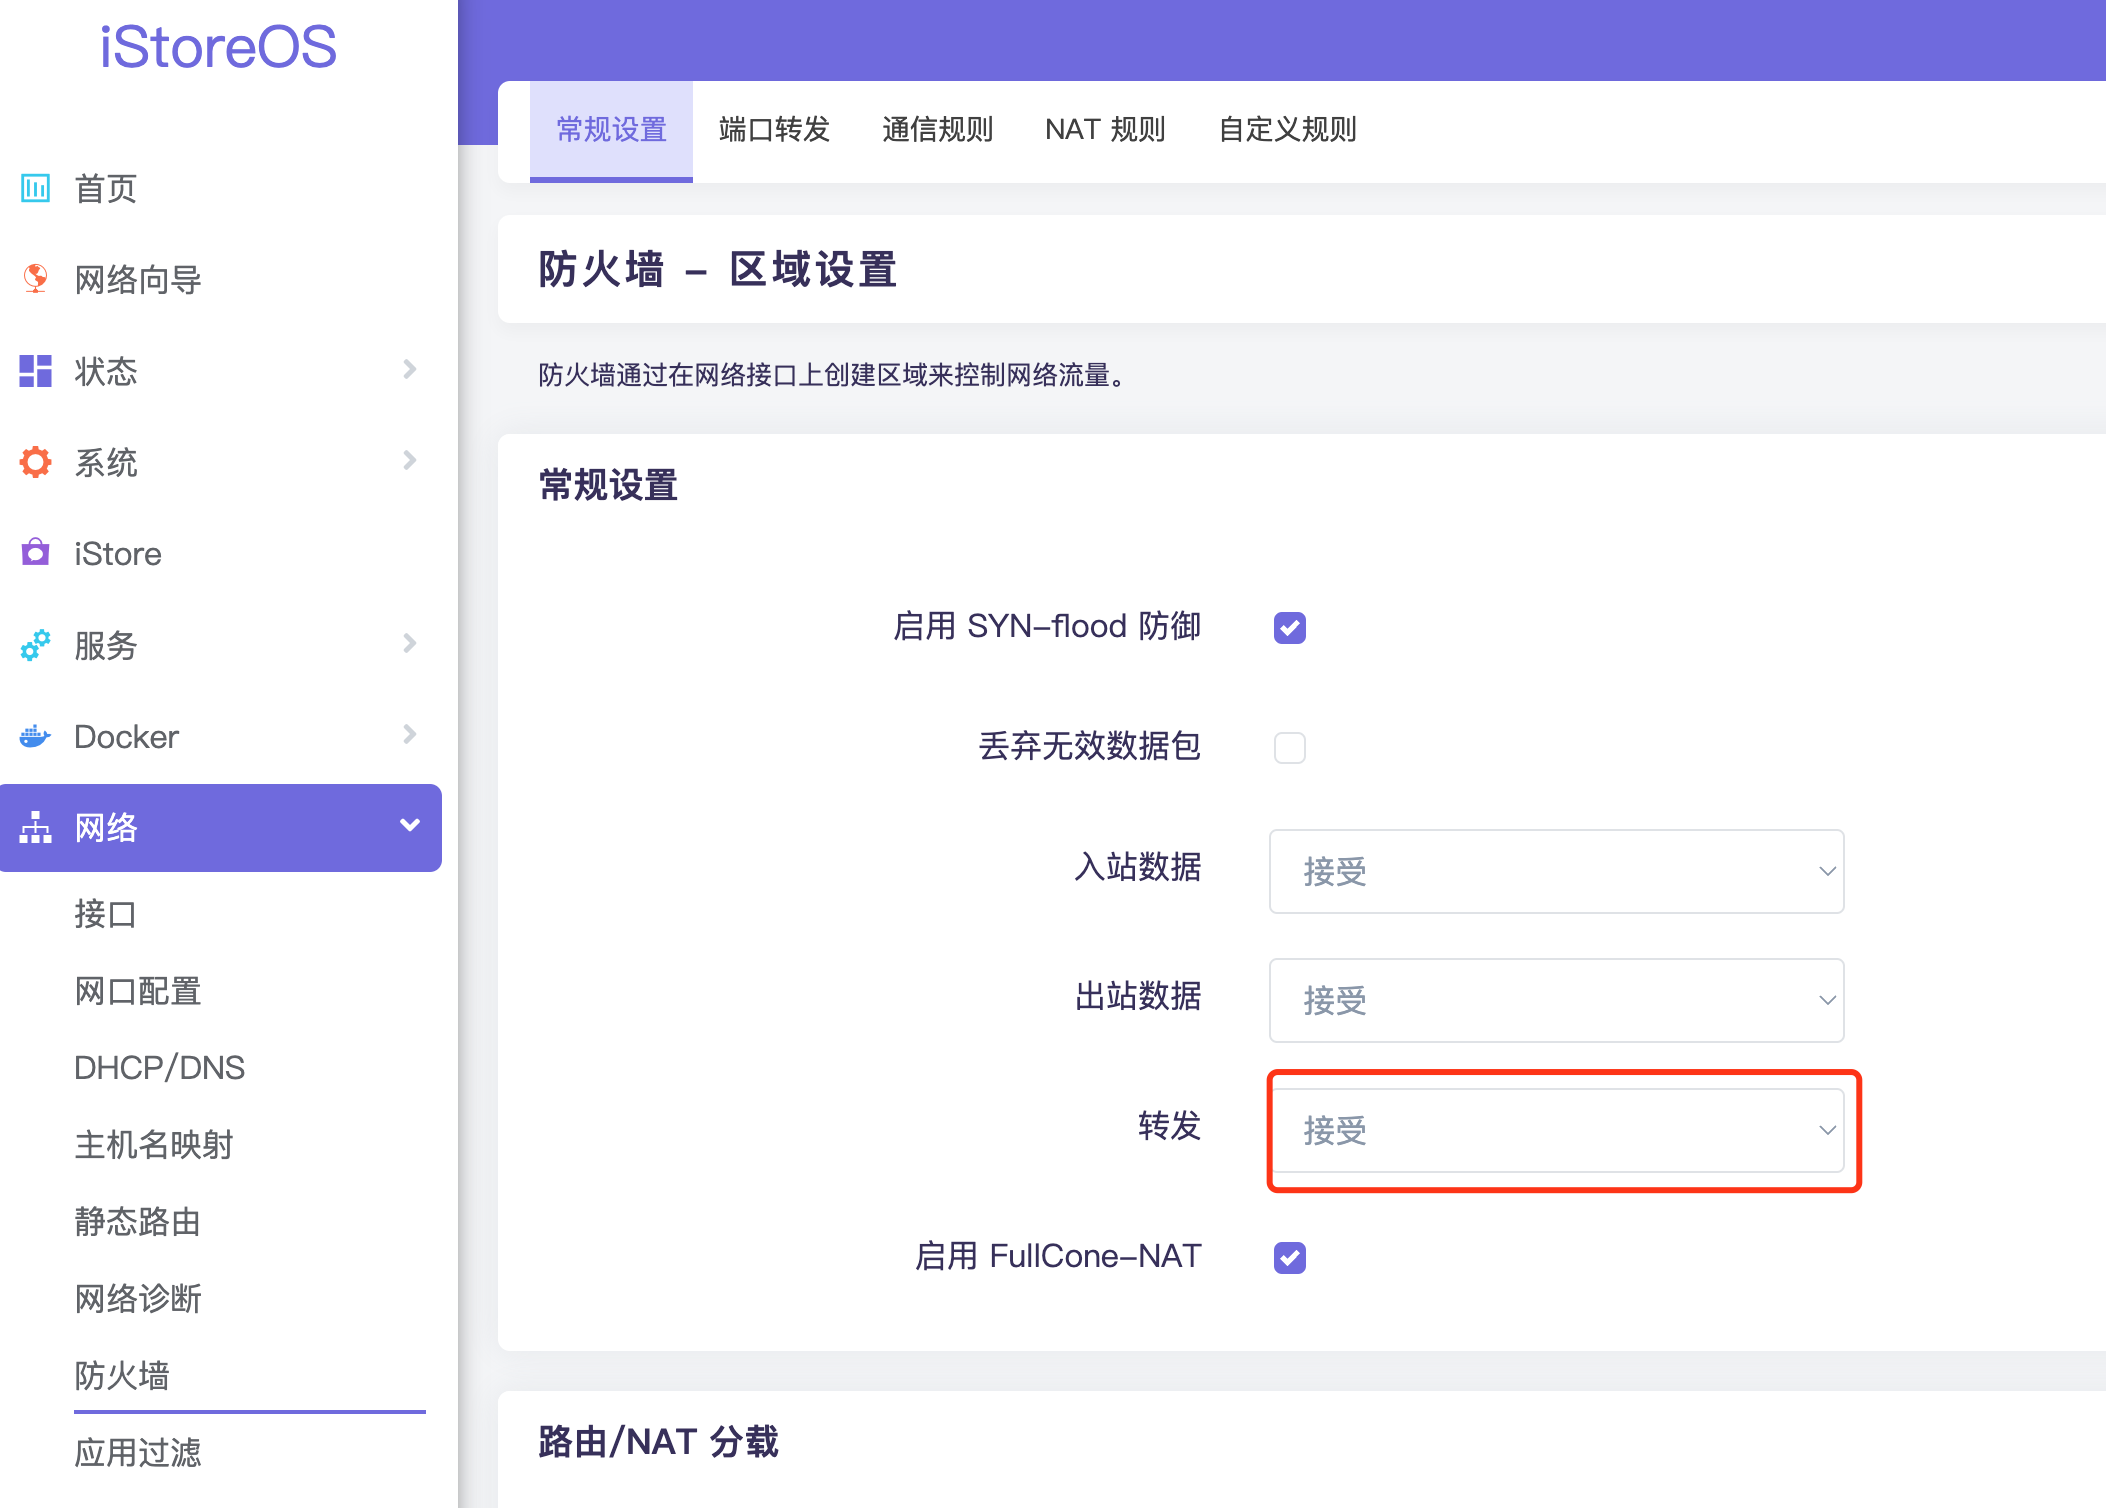 iStoreOS
首页
网络向导
状态
系统
iStore
服务
Docker
网络
接口
网口配置
DHCP/DNS
主机名映射
静态路由
网络诊断
防火墙
应用过滤
常规设置
端口转发
通信规则
NAT 规则
自定义规则
防火墙 – 区域设置
防火墙通过在网络接口上创建区域来控制网络流量。
常规设置
启用 SYN-flood 防御
丢弃无效数据包
入站数据 接受
出站数据 接受
转发 接受
启用 FullCone-NAT
路由/NAT 分载